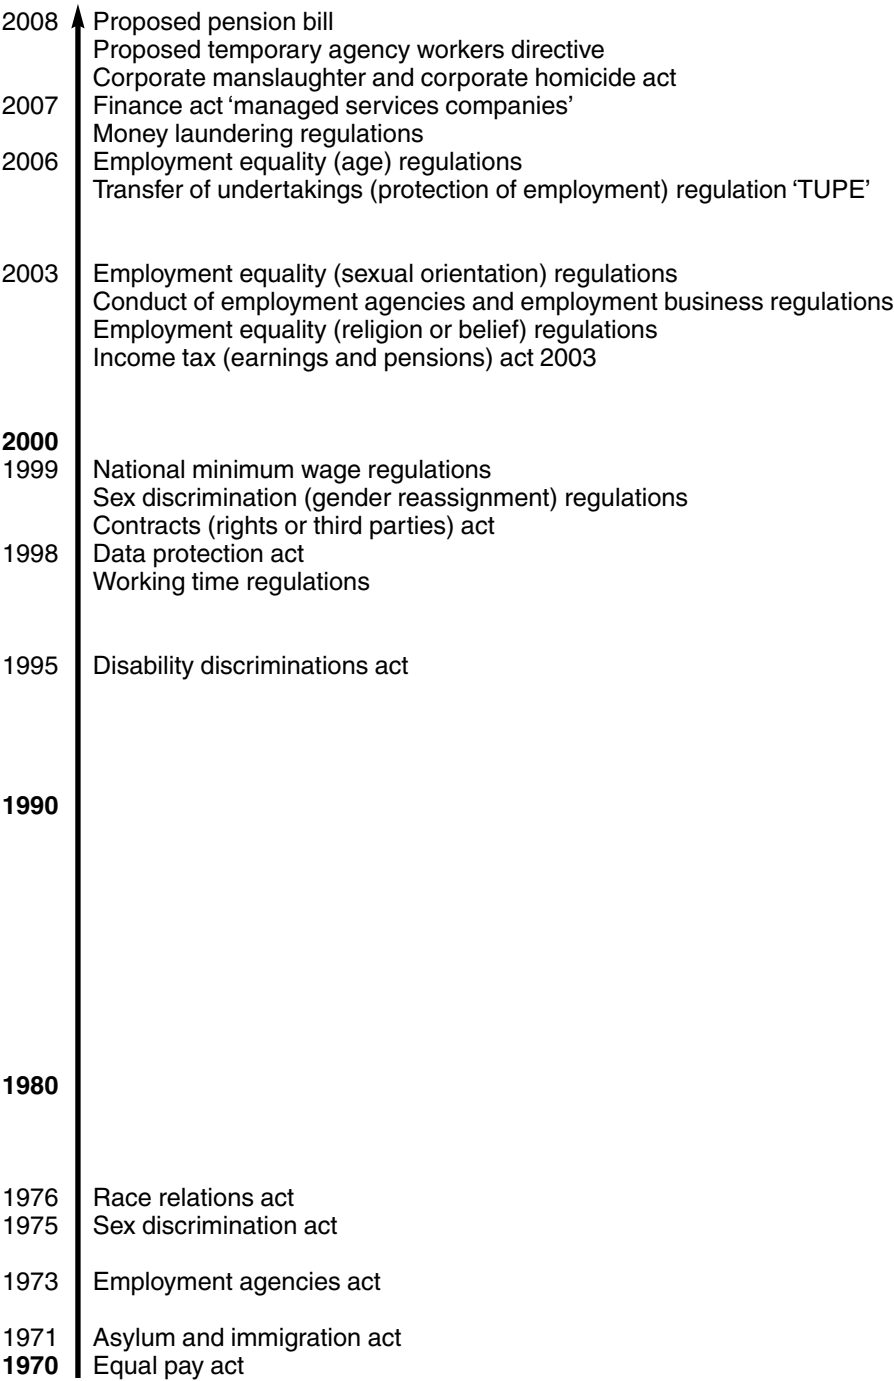 2008 Proposed pension bill
Proposed temporary agency workers directive
Corporate manslaughter and corporate homicide act
2007 Finance act ‘managed services companies’
Money laundering regulations
2006 Employment equality (age) regulations
Transfer of undertakings (protection of employment) regulation ‘TUPE’
2003 Employment equality (sexual orientation) regulations
Conduct of employment agencies and employment business regulations
Employment equality (religion or belief) regulations
Income tax (earnings and pensions) act 2003
2000
1999 National minimum wage regulations
Sex discrimination (gender reassignment) regulations
Contracts (rights or third parties) act
1998 Data protection act
Working time regulations
1995 Disability discriminations act
1990
1980
1976 Race relations act
1975 Sex discrimination act
1973 Employment agencies act
1971 Asylum and immigration act
1970 Equal pay act